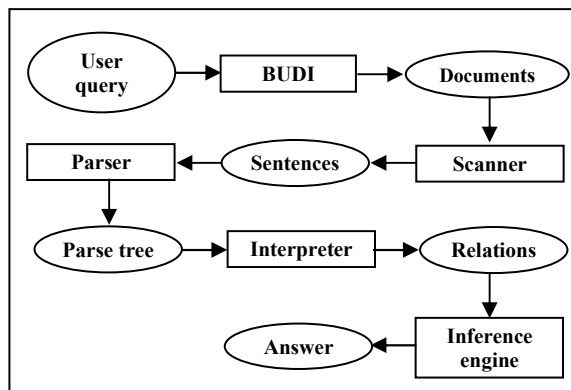 User
query
BUDI
Documents
Parser
Sentences
Scanner
Parse tree
Interpreter
Relations
Answer
Inference
engine